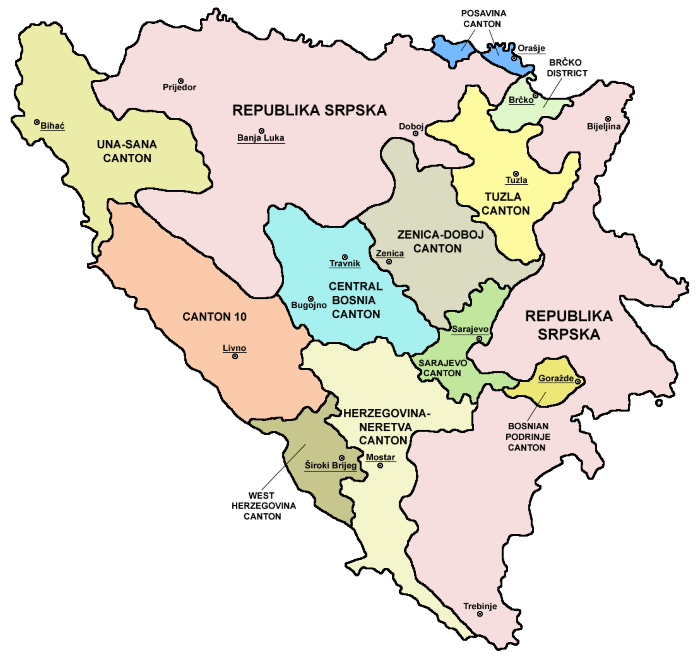 POSAVINA
CANTON
Orašje
BRČKO
DISTRICT
Prijedor
Brčko
REPUBLIKA SRPSKA
Bihać
Doboj
Bijeljina
Banja Luka
UNA-SANA
CANTON
Tuzla
TUZLA
CANTON
ZENICA-DOBOJ
CANTON
Zenica
Travnik
CENTRAL
BOSNIA
CANTON
Bugojno
CANTON 10
REPUBLIKA
SRPSKA
Sarajevo
Livno
SARAJEVO
CANTON
Goražde
HERZEGOVINA-
NERETVA
CANTON
BOSNIAN
PODRINJE
CANTON
Široki Brijeg
Mostar
WEST
HERZEGOVINA
CANTON
Trebinje